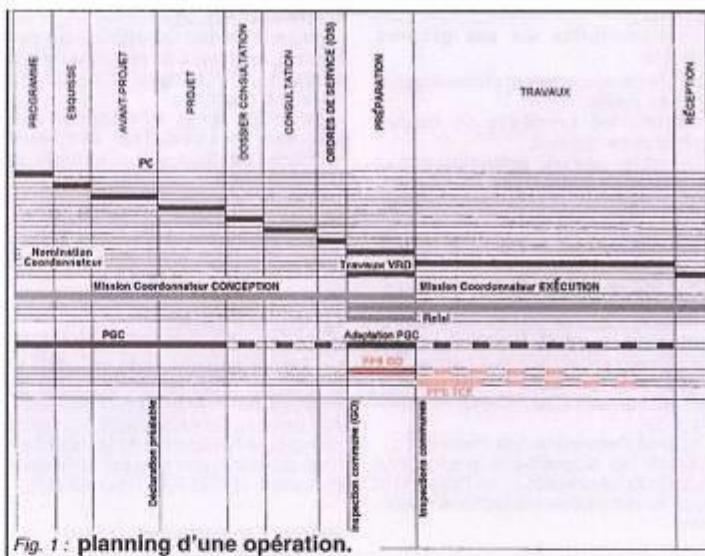 PROGRAMME
ESQUISSE
AVANT-PROJET
PROJET
DOSSIER CONSULTATION
CONSULTATION
ORDRES DE SERVICE (OS)
PRÉPARATION
TRAVAUX
RÉCEPTION
PC
Nomination
Coordonnateur
Travaux VRD
Mission Coordonnateur CONCEPTION
Mission Coordonnateur EXÉCUTION
Relai
PGC
Adaptation PGC
PPS GO
PPS TCE
Déclaration préalable
Inspection commune (GO)
Inspections communes
Fig. 1 : planning d'une opération.